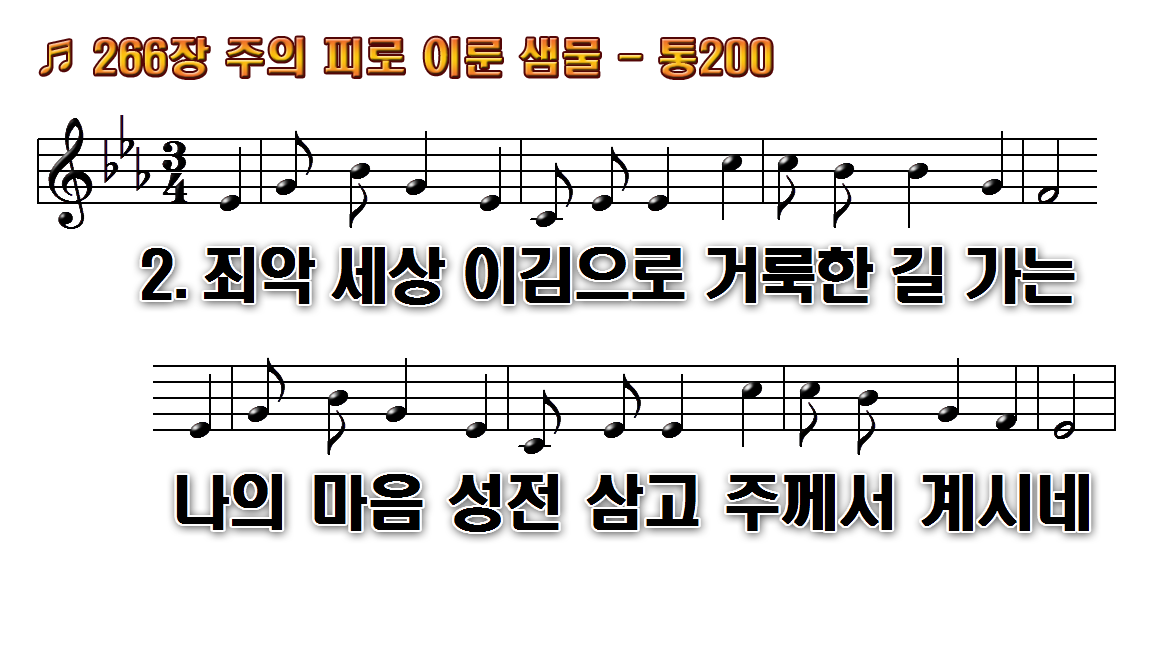 ♬ 266장 주의 피로 이룬 샘물 - 통200
3
4
2. 죄악 세상 이김으로 거룩한 길 가는
나의 마음 성전 삼고 주께서 계시네